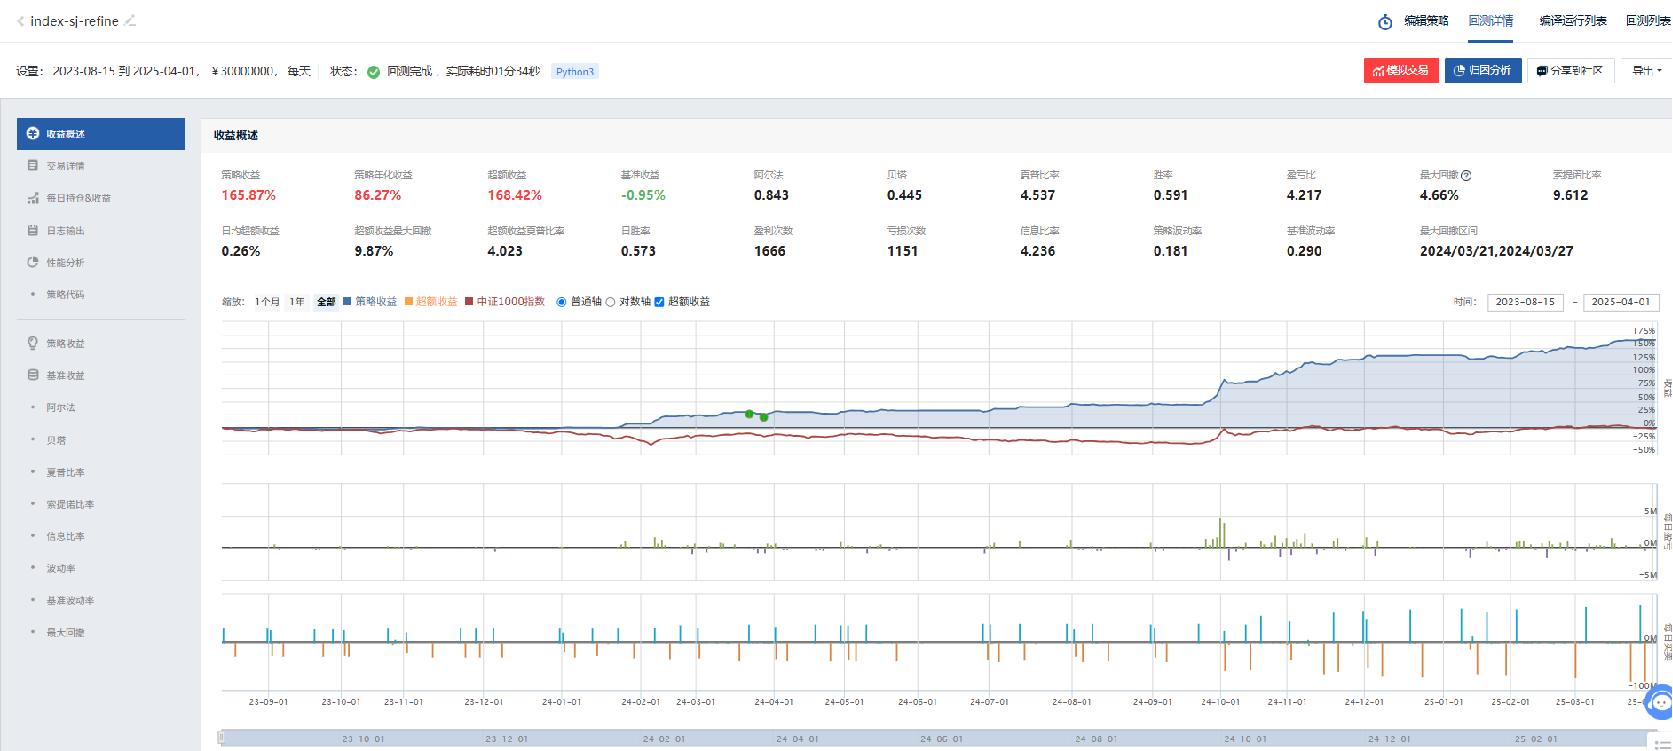 index-sj-refine
编辑策略 回测详情 编译运行列表 回测列表
设置： 2023-08-15 到 2025-04-01， ￥30000000， 每天 状态： 回测完成， 实际耗时01分34秒 Python3
模拟交易 归因分析 分享到社区 导出
收益概述
交易详情
每日持仓&收益
日志输出
性能分析
策略代码
策略收益
基准收益
阿尔法
贝塔
夏普比率
索提诺比率
信息比率
波动率
基准波动率
最大回撤
收益概述
策略收益 策略年化收益 超额收益 基准收益 阿尔法 贝塔 夏普比率 胜率 盈亏比 最大回撤 索提诺比率
165.87% 86.27% 168.42% -0.95% 0.843 0.445 4.537 0.591 4.217 4.66% 9.612
日均超额收益 超额收益最大回撤 超额收益夏普比率 日胜率 盈利次数 亏损次数 信息比率 策略波动率 基准波动率 最大回撤区间
0.26% 9.87% 4.023 0.573 1666 1151 4.236 0.181 0.290 2024/03/21,2024/03/27
缩放： 1个月 1年 全部 策略收益 超额收益 中证1000指数 普通轴 对数轴 超额收益 时间： 2023-08-15 - 2025-04-01
175%
150%
125%
100%
75%
50%
25%
0%
-25%
-50%
收益
5M
0M
-5M
每日盈亏
0M
-100M
每日买卖
23-09-01 23-10-01 23-11-01 23-12-01 24-01-01 24-02-01 24-03-01 24-04-01 24-05-01 24-06-01 24-07-01 24-08-01 24-09-01 24-10-01 24-11-01 24-12-01 25-01-01 25-02-01 25-03-01
23-10-01 23-12-01 24-02-01 24-04-01 24-06-01 24-08-01 24-10-01 24-12-01 25-02-01